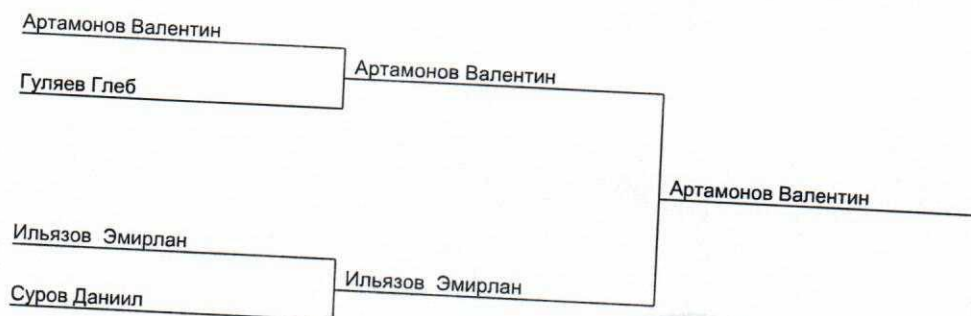 Артамонов Валентин
Гуляев Глеб
Артамонов Валентин
Артамонов Валентин
Ильязов Эмирлан
Суров Даниил
Ильязов Эмирлан